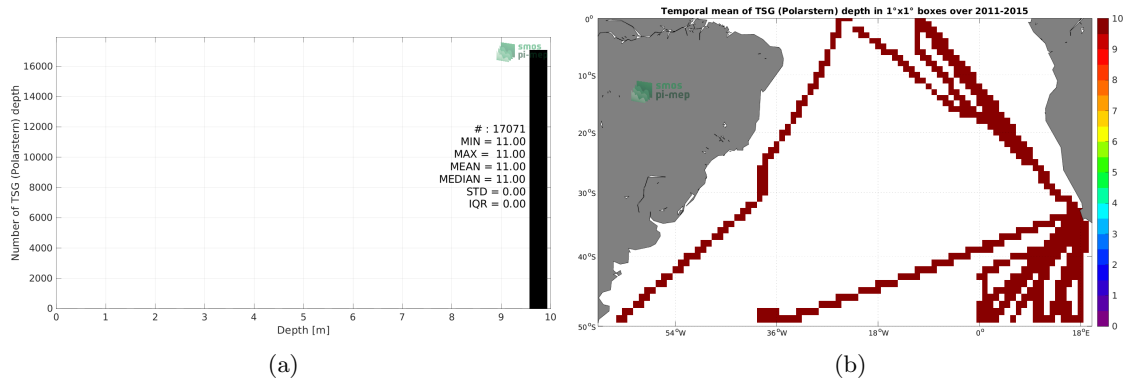 smos
pi-mep
Number of TSG (Polarstern) depth
16000
14000
12000
10000
8000
6000
4000
2000
0
# : 17071
MIN = 11.00
MAX = 11.00
MEAN = 11.00
MEDIAN = 11.00
STD = 0.00
IQR = 0.00
0 1 2 3 4 5 6 7 8 9 10
Depth [m]
(a)
Temporal mean of TSG (Polarstern) depth in 1°x1° boxes over 2011-2015
smos
pi-mep
0°
10°S
20°S
30°S
40°S
50°S
54°W 36°W 18°W 0° 18°E
10
9
8
7
6
5
4
3
2
1
0
(b)